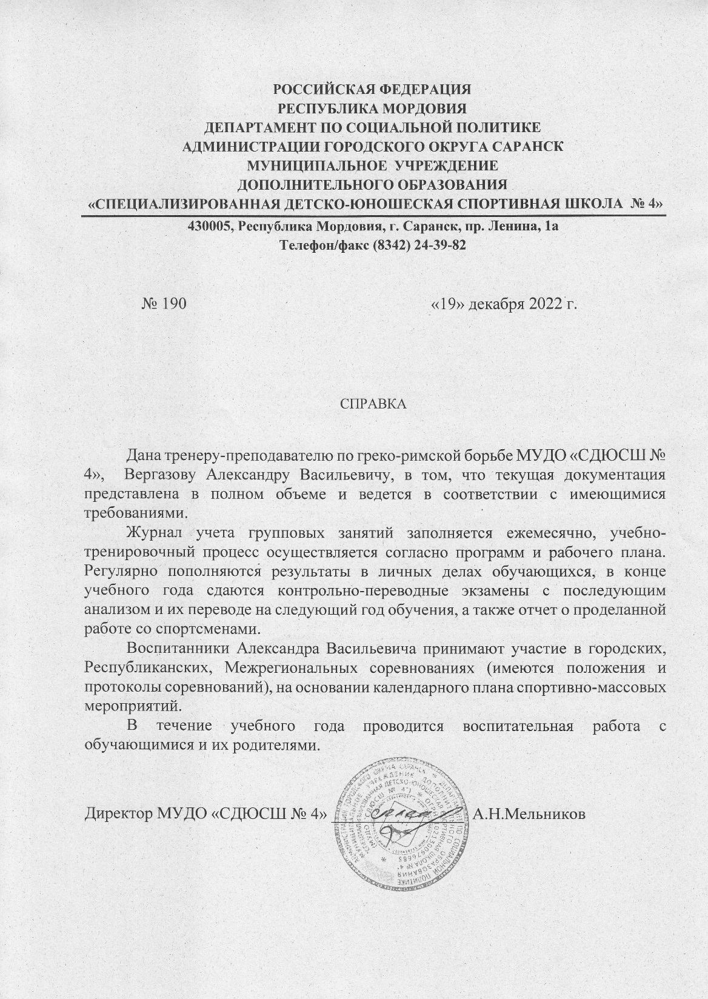 РОССИЙСКАЯ ФЕДЕРАЦИЯ
РЕСПУБЛИКА МОРДОВИЯ
ДЕПАРТАМЕНТ ПО СОЦИАЛЬНОЙ ПОЛИТИКЕ
АДМИНИСТРАЦИИ ГОРОДСКОГО ОКРУГА САРАНСК
МУНИЦИПАЛЬНОЕ УЧРЕЖДЕНИЕ
ДОПОЛНИТЕЛЬНОГО ОБРАЗОВАНИЯ
«СПЕЦИАЛИЗИРОВАННАЯ ДЕТСКО-ЮНОШЕСКАЯ СПОРТИВНАЯ ШКОЛА № 4»
430005, Республика Мордовия, г. Саранск, пр. Ленина, 1а
Телефон/факс (8342) 24-39-82
№ 190 «19» декабря 2022 г.
СПРАВКА
Дана тренеру-преподавателю по греко-римской борьбе МУДО «СДЮСШ №
4», Вергазову Александру Васильевичу, в том, что текущая документация
представлена в полном объеме и ведется в соответствии с имеющимися
требованиями.
Журнал учета групповых занятий заполняется ежемесячно, учебно-
тренировочный процесс осуществляется согласно программ и рабочего плана.
Регулярно пополняются результаты в личных делах обучающихся, в конце
учебного года сдаются контрольно-переводные экзамены с последующим
анализом и их переводе на следующий год обучения, а также отчет о проделанной
работе со спортсменами.
Воспитанники Александра Васильевича принимают участие в городских,
Республиканских, Межрегиональных соревнованиях (имеются положения и
протоколы соревнований), на основании календарного плана спортивно-массовых
мероприятий.
В течение учебного года проводится воспитательная работа с
обучающимися и их родителями.
Директор МУДО «СДЮСШ № 4» А.Н.Мельников